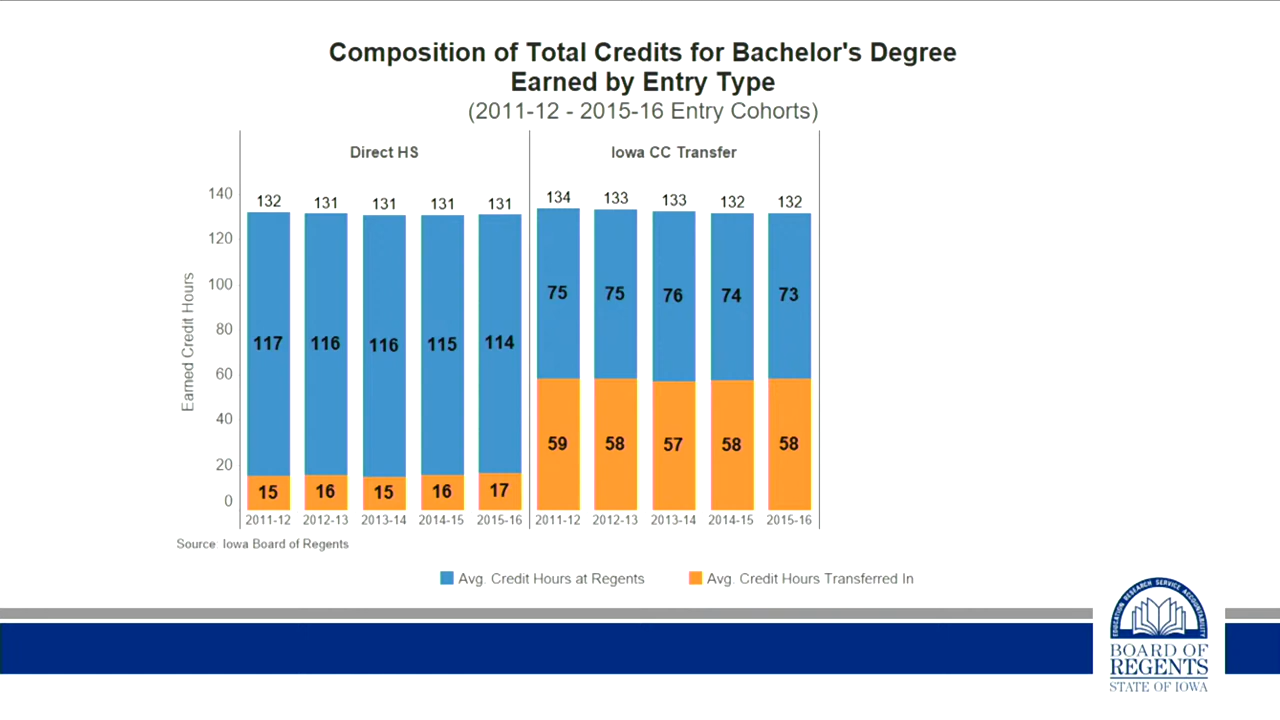 Composition of Total Credits for Bachelor's Degree
Earned by Entry Type
(2011-12 - 2015-16 Entry Cohorts)
Direct HS
Iowa CC Transfer
Earned Credit Hours
140
120
100
80
60
40
20
0
132 131 131 131 131 134 133 133 132 132
117 116 116 115 114 75 75 76 74 73
15 16 15 16 17 59 58 57 58 58
2011-12 2012-13 2013-14 2014-15 2015-16 2011-12 2012-13 2013-14 2014-15 2015-16
Source Iowa Board of Regents
Avg. Credit Hours at Regents
Avg. Credit Hours Transferred In
EDUCATION RESEARCH SERVICE ACCOUNTABILITY
BOARD OF
REGENTS
STATE OF IOWA